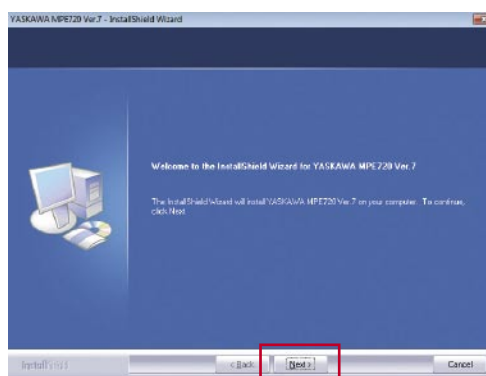 YASKAWA MPE720 Ver.7 - InstallShield Wizard
Welcome to the InstallShield Wizard for YASKAWA MPE720 Ver.7
The InstallShield Wizard will install YASKAWA MPE720 Ver.7 on your computer. To continue,
click Next.
InstallShield
< Back
Next >
Cancel